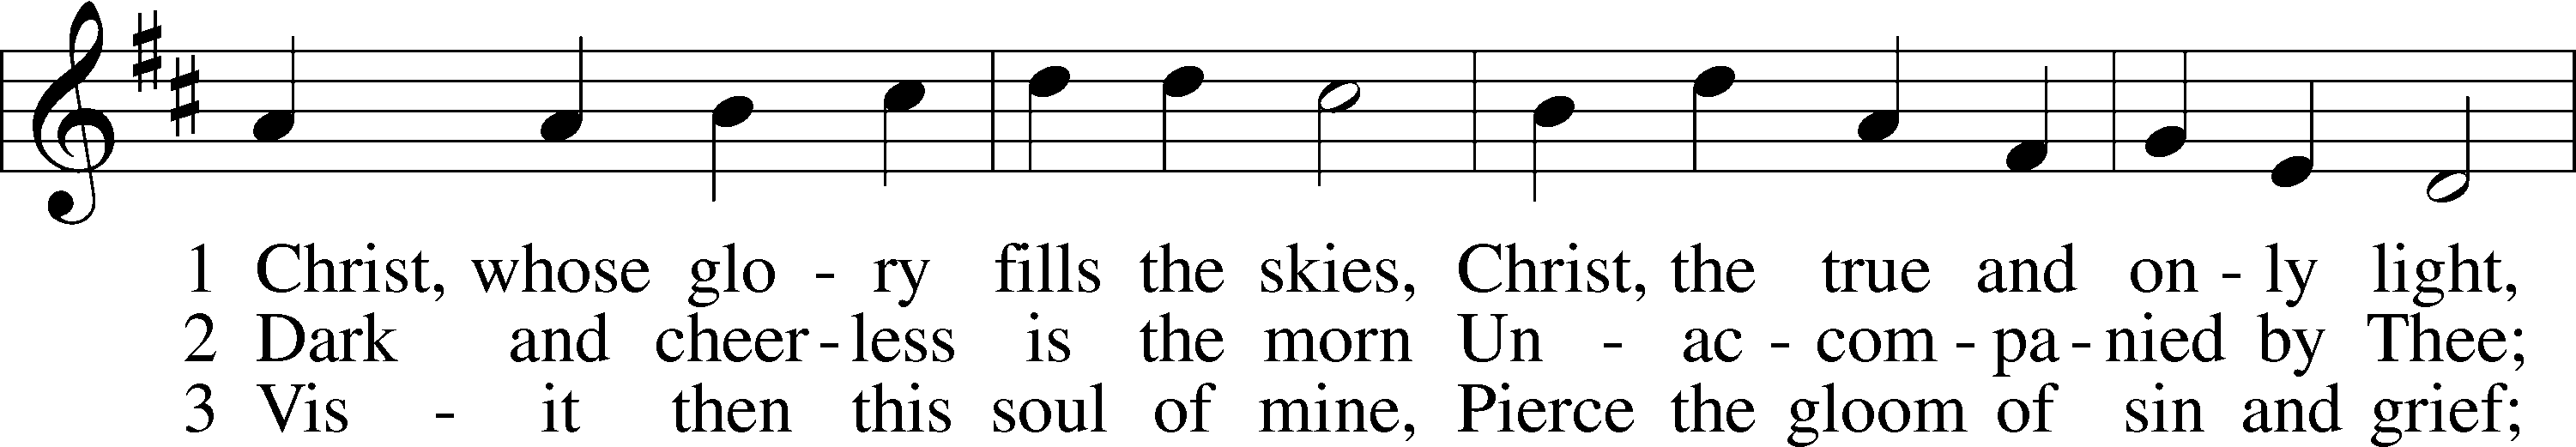 1 Christ, whose glo - ry fills the skies, Christ, the true and on - ly light,
2 Dark and cheer - less is the morn Un - ac - com - pa - nied by Thee;
3 Vis - it then this soul of mine, Pierce the gloom of sin and grief;